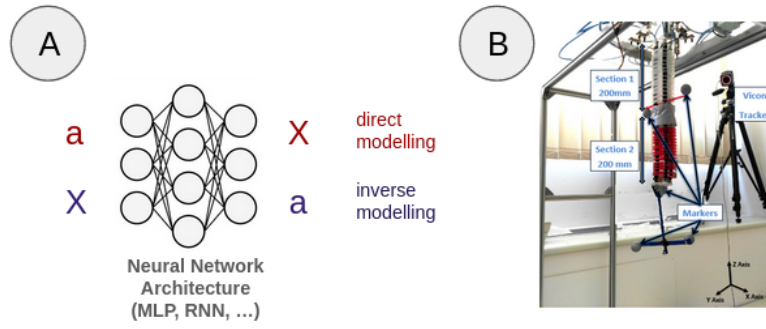 A
a
X
direct
modelling
X
a
inverse
modelling
Neural Network
Architecture
(MLP, RNN, ...)
B
Section 1
200mm
Section 2
200 mm
Vicon
Markers
Z Axis
Y Axis
X Axis